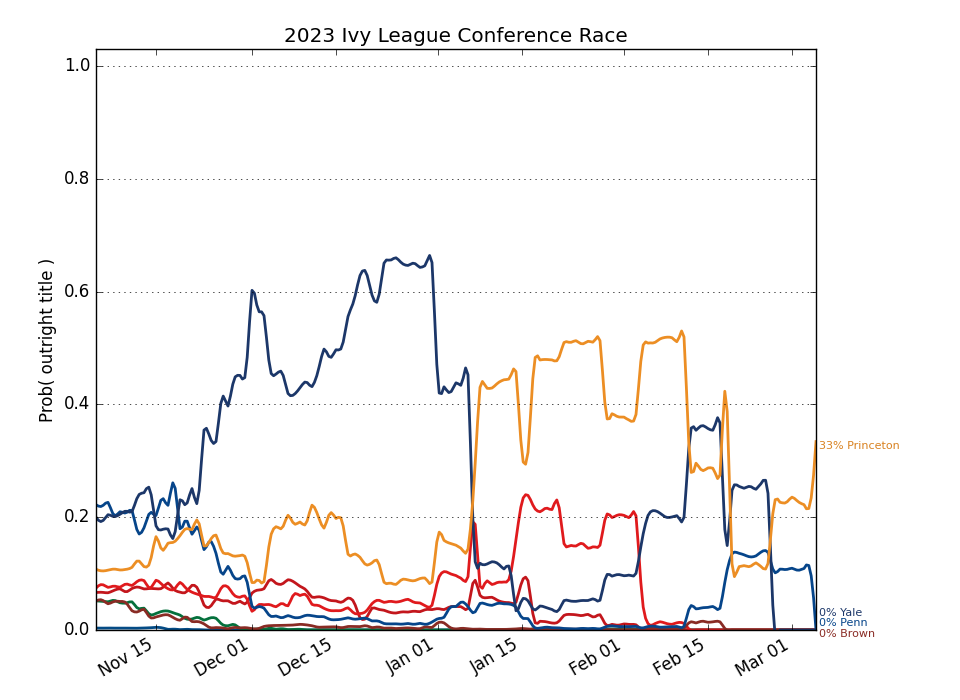 2023 Ivy League Conference Race
1.0
0.8
0.6
0.4
0.2
0.0
Prob( outright title )
33% Princeton
0% Yale
0% Penn
0% Brown
Nov 15
Dec 01
Dec 15
Jan 01
Jan 15
Feb 01
Feb 15
Mar 01